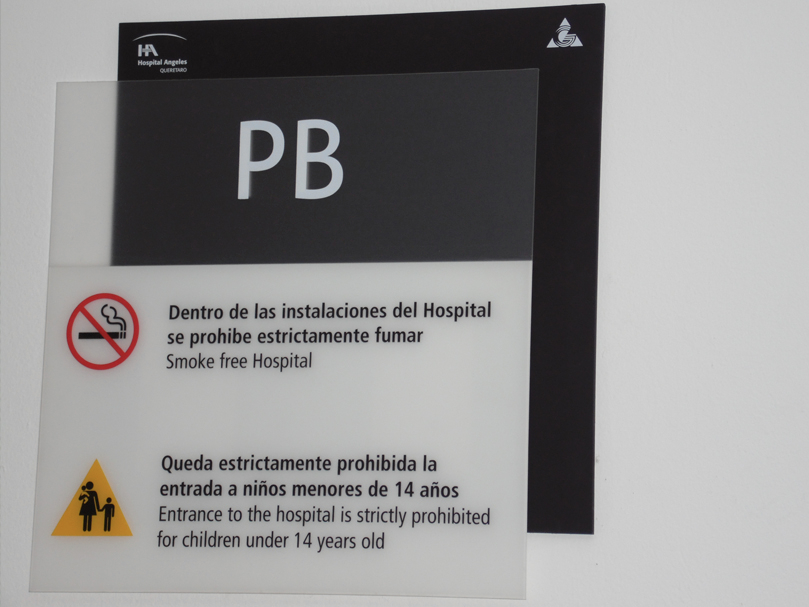 HA
Hospital Angeles
QUERETARO
PB
Dentro de las instalaciones del Hospital
se prohibe estrictamente fumar
Smoke free Hospital
Queda estrictamente prohibida la
entrada a niños menores de 14 años
Entrance to the hospital is strictly prohibited
for children under 14 years old